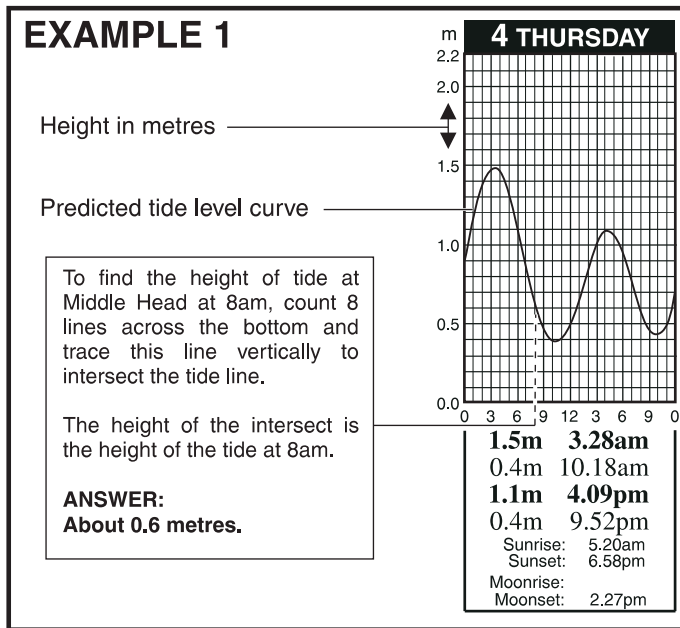 EXAMPLE 1
m
4 THURSDAY
2.2
2.0
1.5
1.0
0.5
0.0
0 3 6 9 12 3 6 9 0
Height in metres
Predicted tide level curve
To find the height of tide at
Middle Head at 8am, count 8
lines across the bottom and
trace this line vertically to
intersect the tide line.
The height of the intersect is
the height of the tide at 8am.
ANSWER:
About 0.6 metres.
1.5m 3.28am
0.4m 10.18am
1.1m 4.09pm
0.4m 9.52pm
Sunrise: 5.20am
Sunset: 6.58pm
Moonrise:
Moonset: 2.27pm